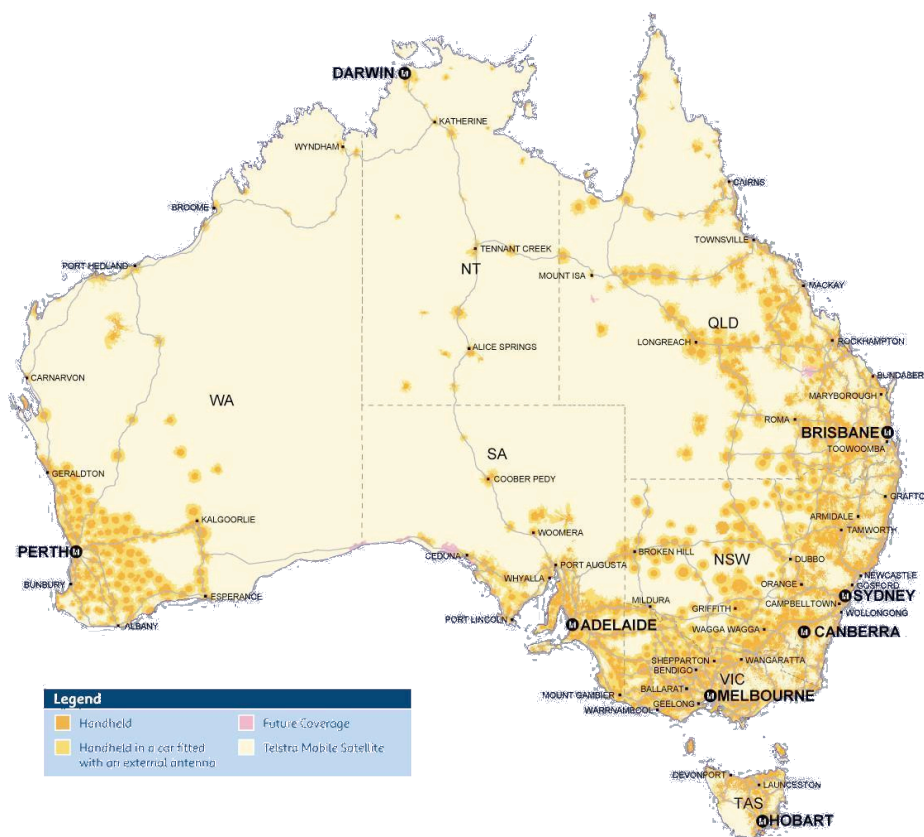 DARWIN
KATHERINE
WYNDHAM
CAIRNS
BROOME
TOWNSVILLE
TENNANT CREEK
PORT HEDLAND
NT
MOUNT ISA
MACKAY
QLD
LONGREACH
ROCKHAMPTON
ALICE SPRINGS
CARNARVON
BUNDABER
MARYBOROUGH
WA
ROMA
BRISBANE
TOOWOOMBA
SA
GERALDTON
COOBER PEDY
GRAFTO
ARMIDALE
KALGOORLIE
TAMWORTH
WOOMERA
PERTH
CEDUNA
BROKEN HILL
NSW
DUBBO
PORT AUGUSTA
NEWCASTLE
WHYALLA
BUNBURY
ORANGE
GOSFORD
ESPERANCE
MILDURA
SYDNEY
GRIFFITH
CAMPBELLTOWN
WOLLONGONG
PORT LINCOLN
ADELAIDE
ALBANY
WAGGA WAGGA
CANBERRA
SHEPPARTON
WANGARATTA
BENDIGO
VIC
BALLARAT
MOUNT GAMBIER
MELBOURNE
GEELONG
WARRNAMBOOL
Legend
Handheld
Future Coverage
Handheld in a car fitted
with an external antenna
Telstra Mobile Satellite
DEVONPORT
LAUNCESTON
TAS
HOBART